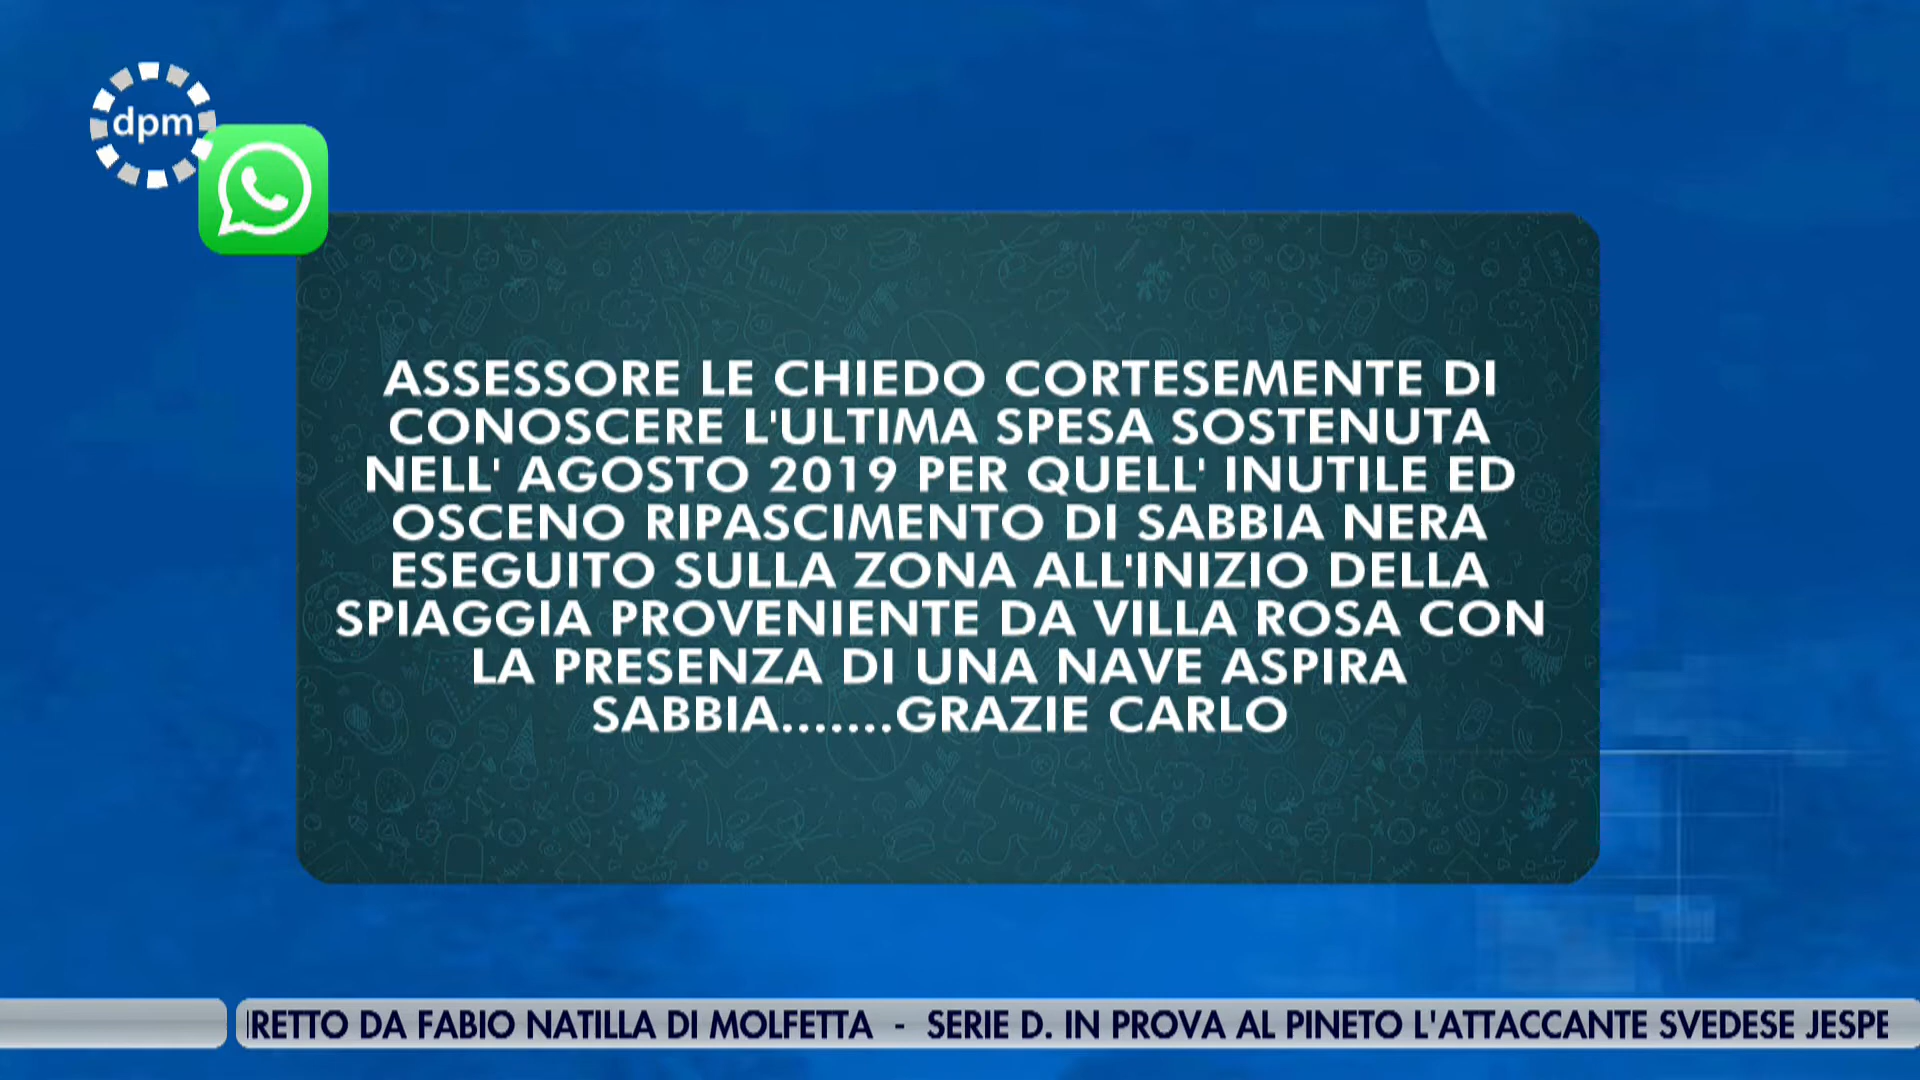 dpm
ASSESSORE LE CHIEDO CORTESEMENTE DI
CONOSCERE L'ULTIMA SPESA SOSTENUTA
NELL' AGOSTO 2019 PER QUELL' INUTILE ED
OSCENO RIPASCIMENTO DI SABBIA NERA
ESEGUITO SULLA ZONA ALL'INIZIO DELLA
SPIAGGIA PROVENIENTE DA VILLA ROSA CON
LA PRESENZA DI UNA NAVE ASPIRA
SABBIA.......GRAZIE CARLO
RETTO DA FABIO NATILLA DI MOLFETTA - SERIE D. IN PROVA AL PINETO L'ATTACCANTE SVEDESE JESPE